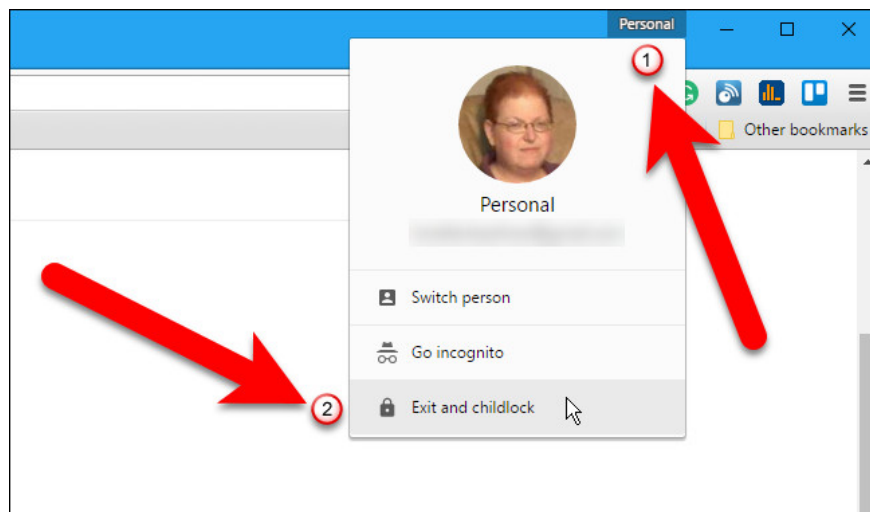 Personal
1
Other bookmarks
Personal
Switch person
Go incognito
2
Exit and childlock